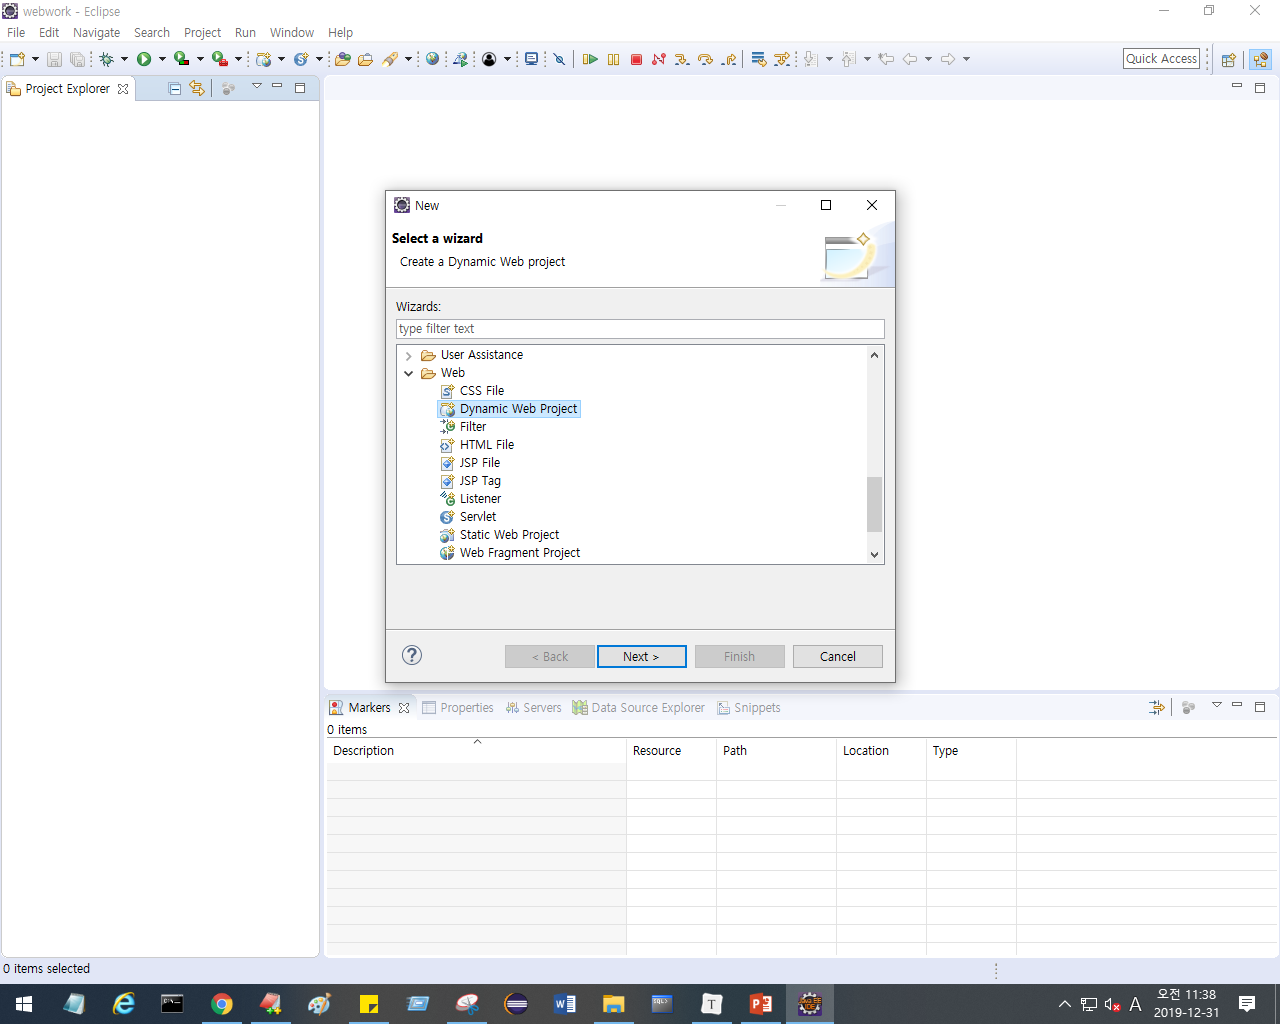 webwork - Eclipse
File Edit Navigate Search Project Run Window Help
Quick Access
Project Explorer
New
Select a wizard
Create a Dynamic Web project
Wizards:
type filter text
User Assistance
Web
CSS File
Dynamic Web Project
Filter
HTML File
JSP File
JSP Tag
Listener
Servlet
Static Web Project
Web Fragment Project
< Back Next > Finish Cancel
Markers Properties Servers Data Source Explorer Snippets
0 items
Description Resource Path Location Type
0 items selected
A 오전 11:38
2019-12-31